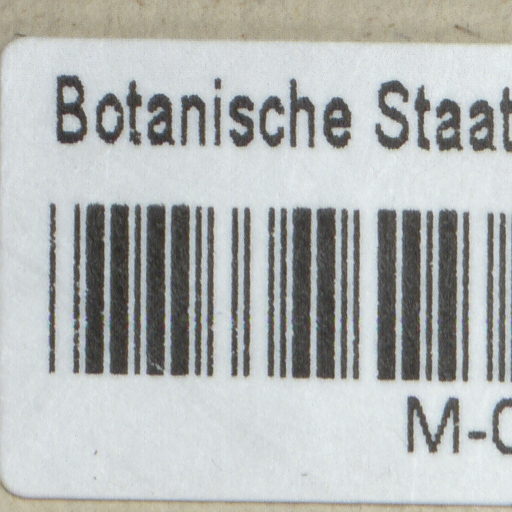 Botanische Staat
M-